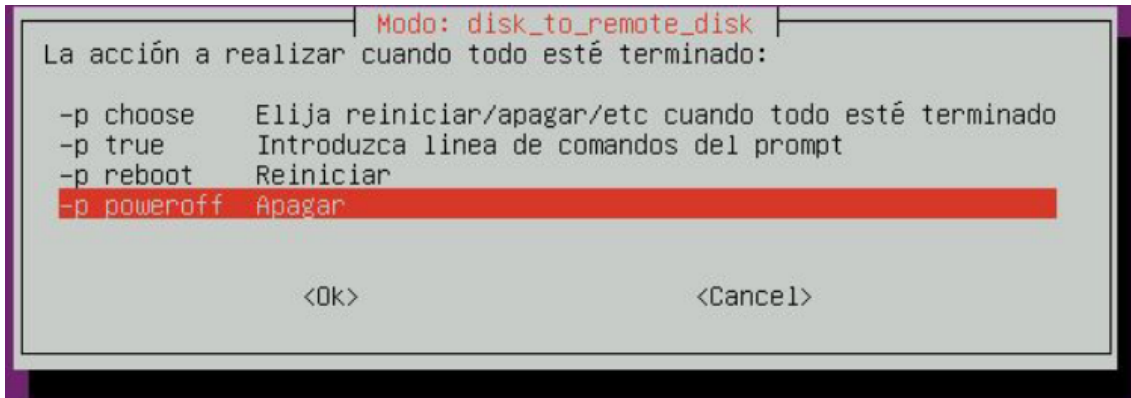 Modo: disk_to_remote_disk
La acción a realizar cuando todo esté terminado:
-p choose Elija reiniciar/apagar/etc cuando todo esté terminado
-p true Introduzca linea de comandos del prompt
-p reboot Reiniciar
-p poweroff Apagar
<Ok> <Cancel>